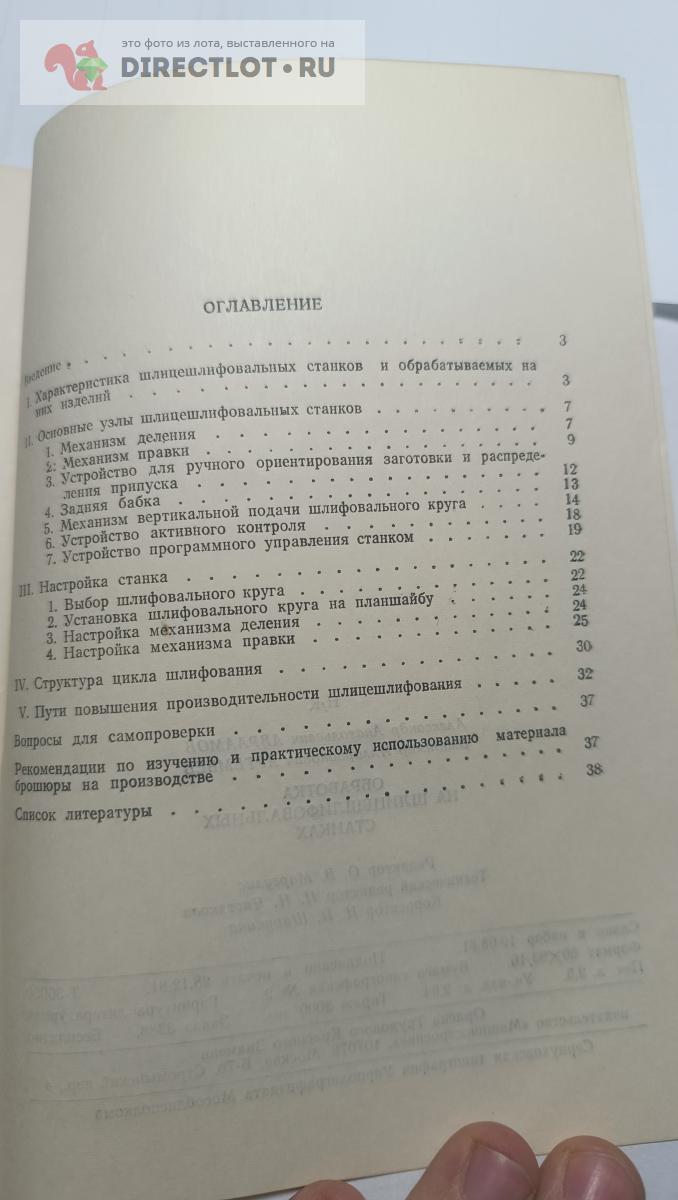 это фото из лота, выставленного на
DIRECTLOT.RU
ОГЛАВЛЕНИЕ
Введение . . . . . . . . . . . . . . . . . . . 3
I. Характеристика шлицешлифовальных станков и обрабатываемых на
них изделий . . . . . . . . . . . . . . . . . 3
II. Основные узлы шлицешлифовальных станков . . . . . . . . . 7
1. Механизм деления . . . . . . . . . . . . . . . 7
2. Механизм правки . . . . . . . . . . . . . . . 9
3. Устройство для ручного ориентирования заготовки и распреде-
ления припуска . . . . . . . . . . . . . . . 12
4. Задняя бабка . . . . . . . . . . . . . . . 13
5. Механизм вертикальной подачи шлифовального круга . . . . 14
6. Устройство активного контроля . . . . . . . . . . 18
7. Устройство программного управления станком . . . . . . 19
III. Настройка станка . . . . . . . . . . . . . . . 22
1. Выбор шлифовального круга . . . . . . . . . . . 22
2. Установка шлифовального круга на планшайбу . . . . . 24
3. Настройка механизма деления . . . . . . . . . . 24
4. Настройка механизма правки . . . . . . . . . . 25
IV. Структура цикла шлифования . . . . . . . . . . . 30
V. Пути повышения производительности шлицешлифования . . . . . 32
Вопросы для самопроверки . . . . . . . . . . . . . 37
Рекомендации по изучению и практическому использованию материала
брошюры на производстве . . . . . . . . . . . . . 37
Список литературы . . . . . . . . . . . . . . . 38